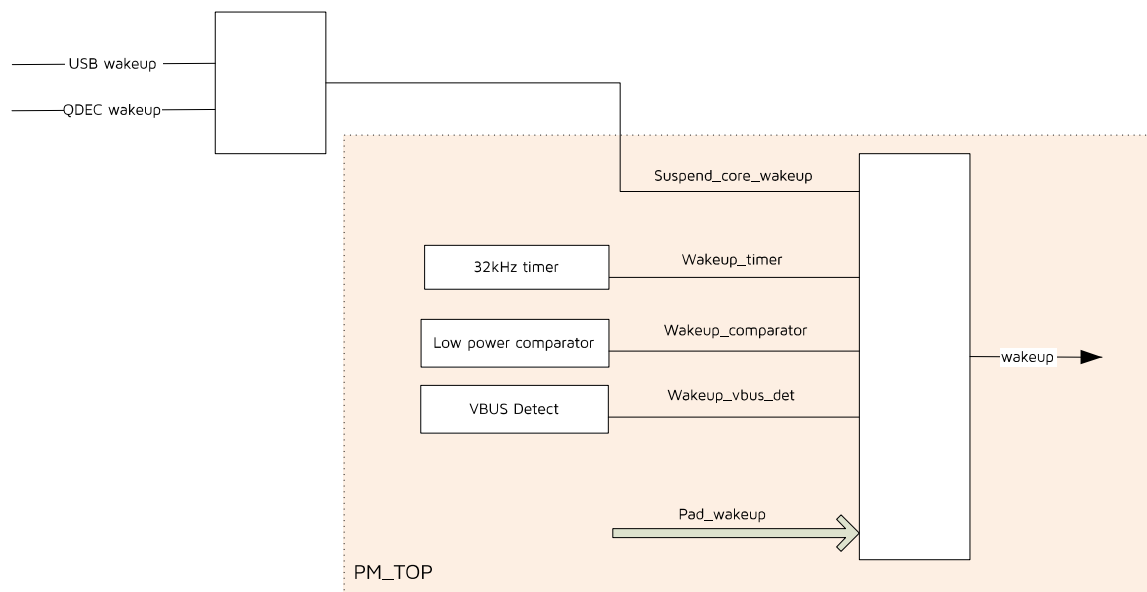 USB wakeup
QDEC wakeup
Suspend_core_wakeup
32kHz timer
Wakeup_timer
Low power comparator
Wakeup_comparator
wakeup
VBUS Detect
Wakeup_vbus_det
Pad_wakeup
PM_TOP